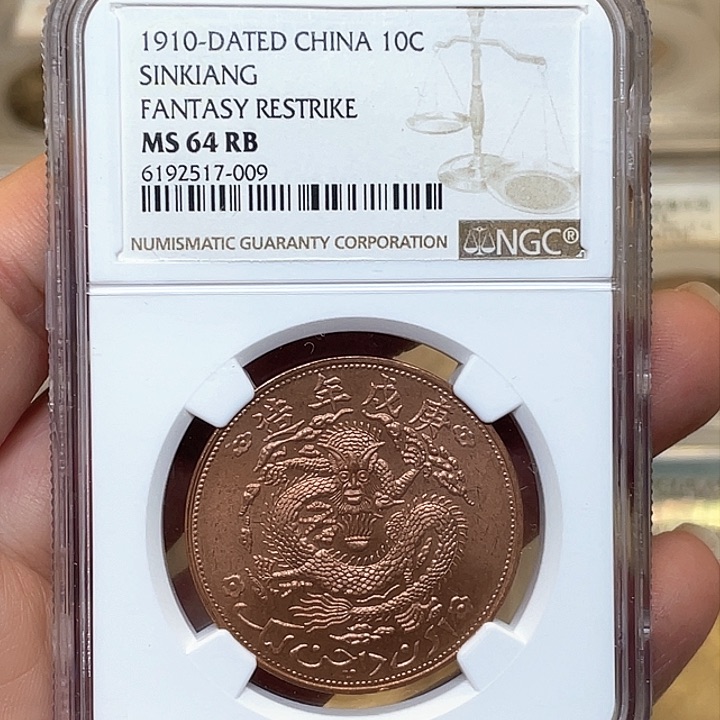 1910-DATED CHINA 10C
SINKIANG
FANTASY RESTRIKE
MS 64 RB
6192517-009
NUMISMATIC GUARANTY CORPORATION
NGC®
造年戊庚